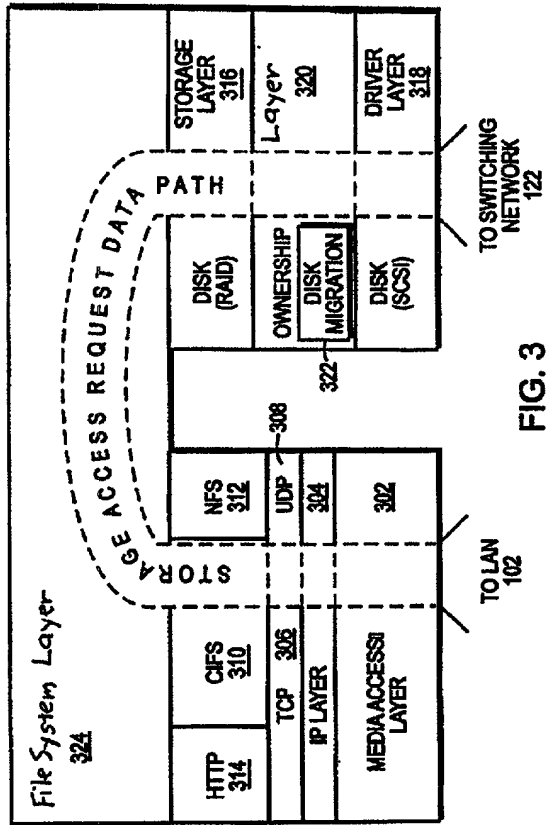 File System Layer
324
STORAGE ACCESS REQUEST DATA PATH
HTTP
314
CIFS
310
NFS
312
TCP
306
UDP
308
IP LAYER
304
MEDIA ACCESS
LAYER
302
TO LAN
102
DISK
(RAID)
STORAGE
LAYER
316
OWNERSHIP
Layer
320
DISK
MIGRATION
322
DISK
(SCSI)
DRIVER
LAYER
318
TO SWITCHING
NETWORK
122
FIG. 3